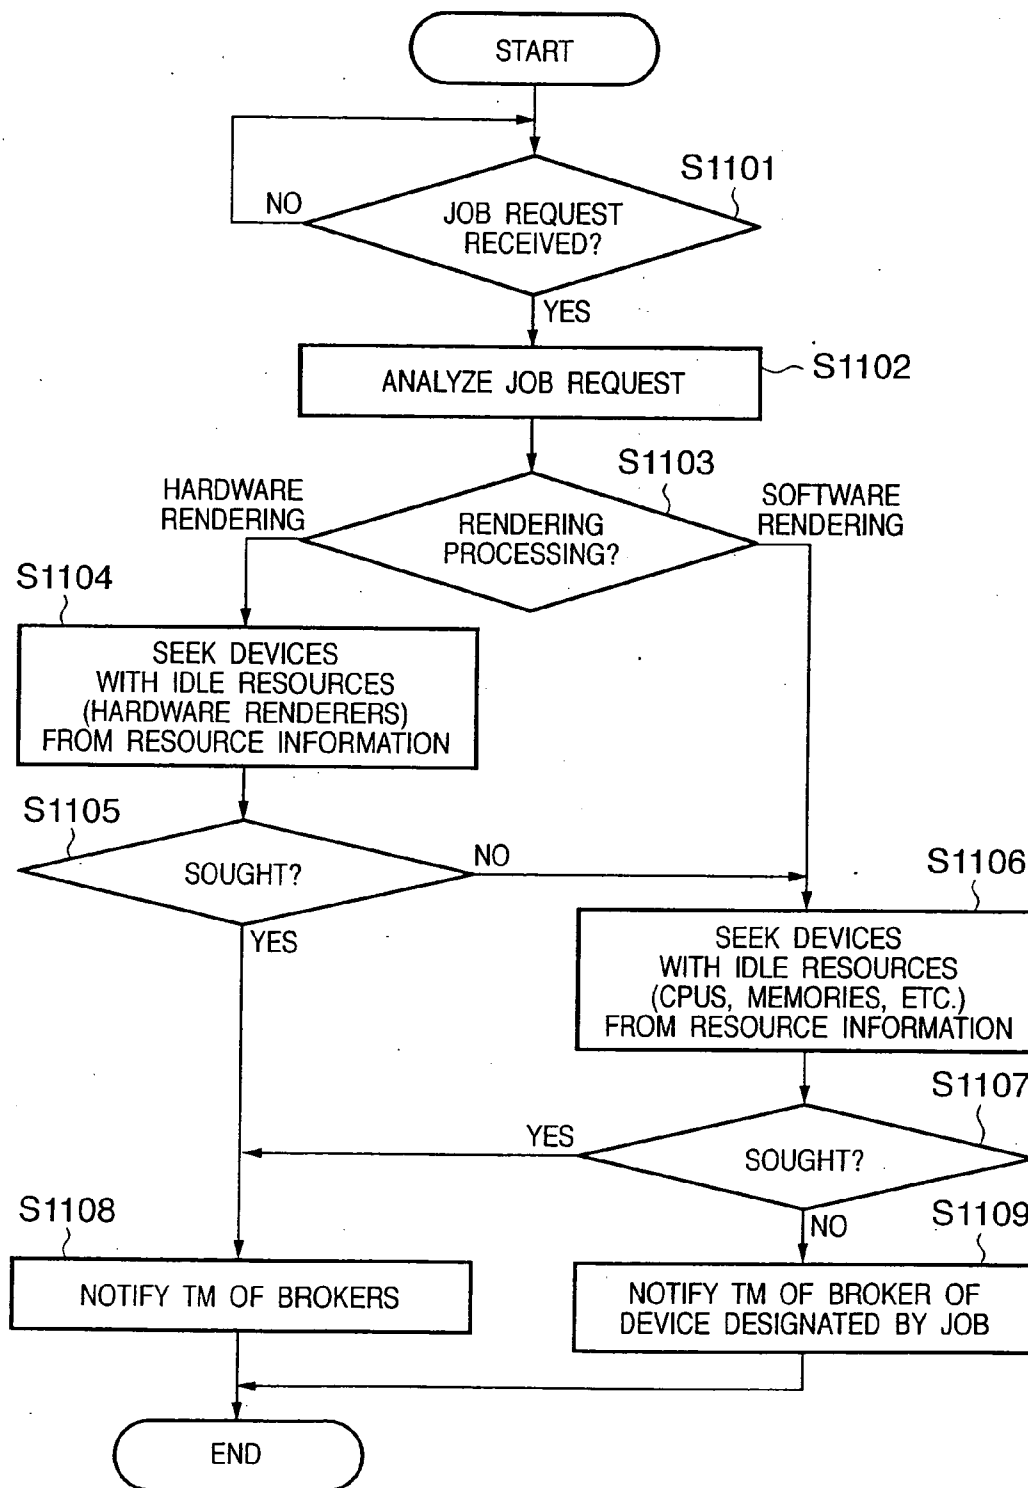 START
S1101
NO
JOB REQUEST
RECEIVED?
YES
S1102
ANALYZE JOB REQUEST
S1103
HARDWARE
RENDERING
SOFTWARE
RENDERING
RENDERING
PROCESSING?
S1104
SEEK DEVICES
WITH IDLE RESOURCES
(HARDWARE RENDERERS)
FROM RESOURCE INFORMATION
S1105
SOUGHT?
NO
YES
S1106
SEEK DEVICES
WITH IDLE RESOURCES
(CPUS, MEMORIES, ETC.)
FROM RESOURCE INFORMATION
S1107
YES
SOUGHT?
NO
S1108
NOTIFY TM OF BROKERS
S1109
NOTIFY TM OF BROKER OF
DEVICE DESIGNATED BY JOB
END